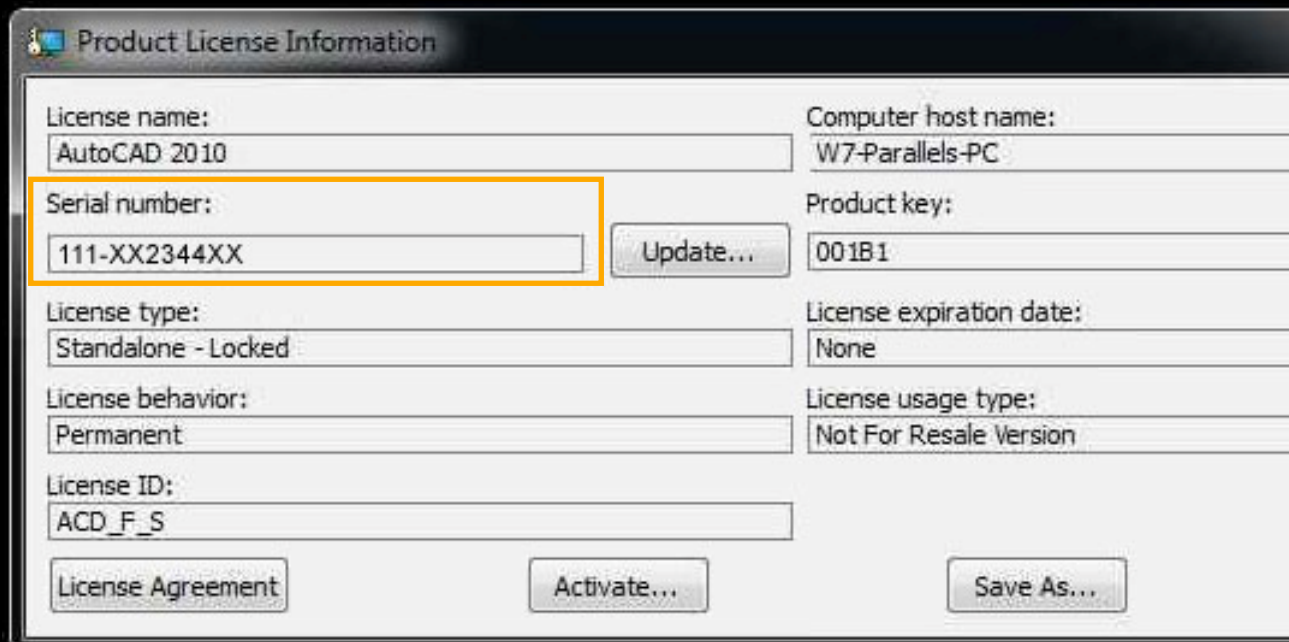 Product License Information
License name:
Computer host name:
AutoCAD 2010
W7-Parallels-PC
Serial number:
Product key:
111-XX2344XX
Update...
001B1
License type:
License expiration date:
Standalone - Locked
None
License behavior:
License usage type:
Permanent
Not For Resale Version
License ID:
ACD_F_S
License Agreement
Activate...
Save As...